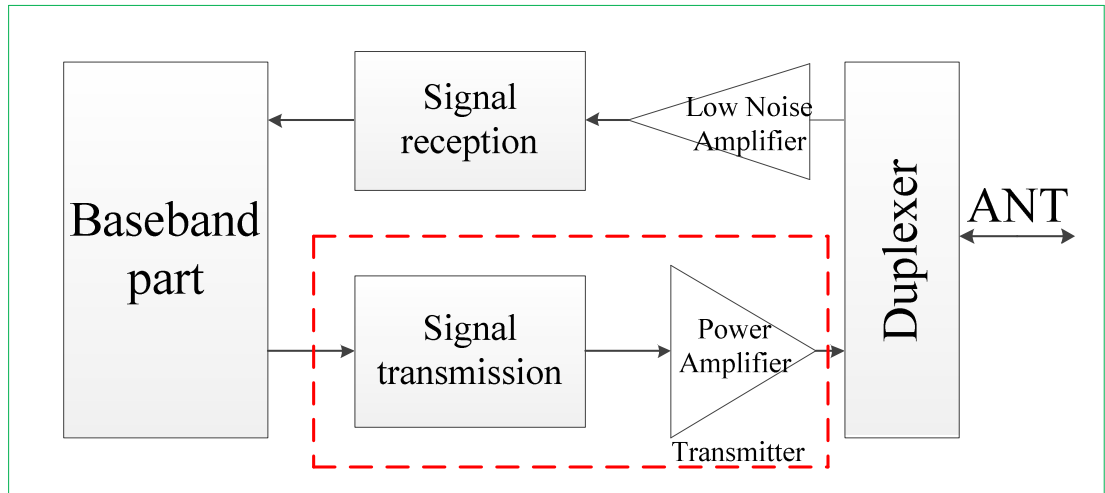 Baseband
part
Signal
reception
Low Noise
Amplifier
Duplexer
ANT
Signal
transmission
Power
Amplifier
Transmitter